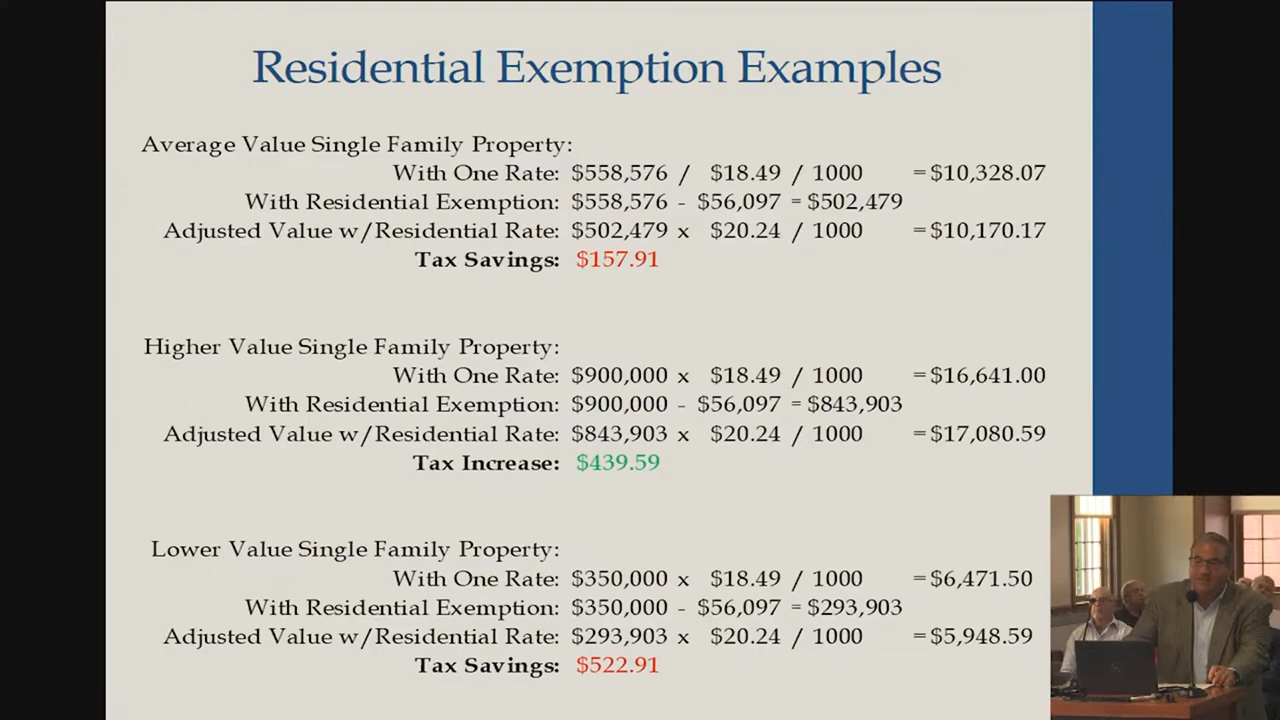 Residential Exemption Examples
Average Value Single Family Property:
With One Rate: $558,576 / $18.49 / 1000 = $10,328.07
With Residential Exemption: $558,576 - $56,097 = $502,479
Adjusted Value w/Residential Rate: $502,479 x $20.24 / 1000 = $10,170.17
Tax Savings: $157.91
Higher Value Single Family Property:
With One Rate: $900,000 x $18.49 / 1000 = $16,641.00
With Residential Exemption: $900,000 - $56,097 = $843,903
Adjusted Value w/Residential Rate: $843,903 x $20.24 / 1000 = $17,080.59
Tax Increase: $439.59
Lower Value Single Family Property:
With One Rate: $350,000 x $18.49 / 1000 = $6,471.50
With Residential Exemption: $350,000 - $56,097 = $293,903
Adjusted Value w/Residential Rate: $293,903 x $20.24 / 1000 = $5,948.59
Tax Savings: $522.91